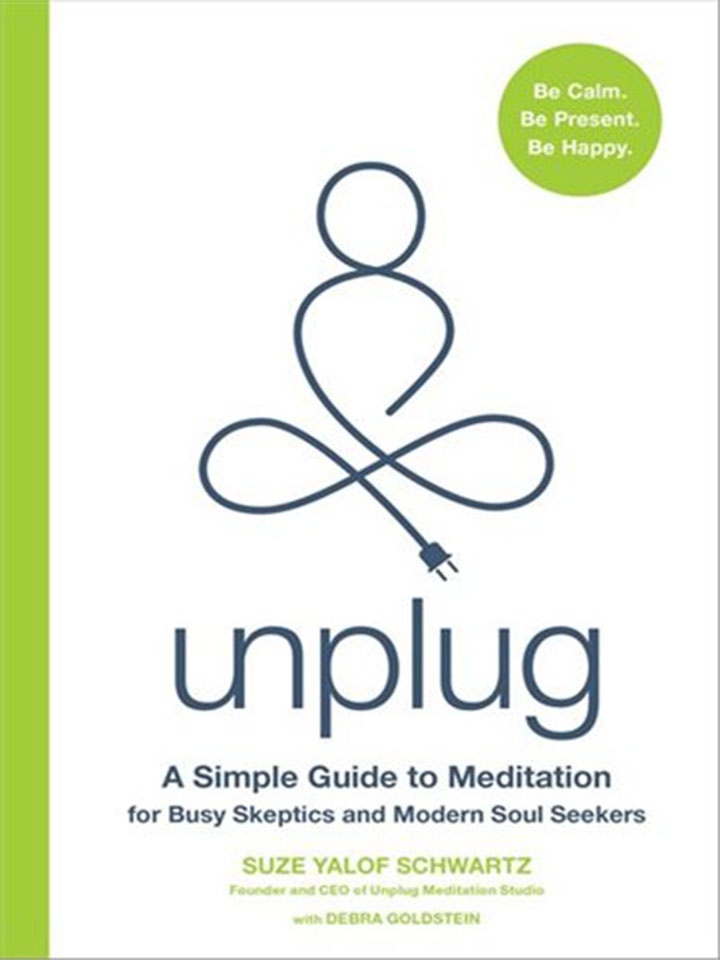 Be Calm.
Be Present.
Be Happy.
unplug
A Simple Guide to Meditation
for Busy Skeptics and Modern Soul Seekers
SUZE YALOF SCHWARTZ
Founder and CEO of Unplug Meditation Studio
with DEBRA GOLDSTEIN